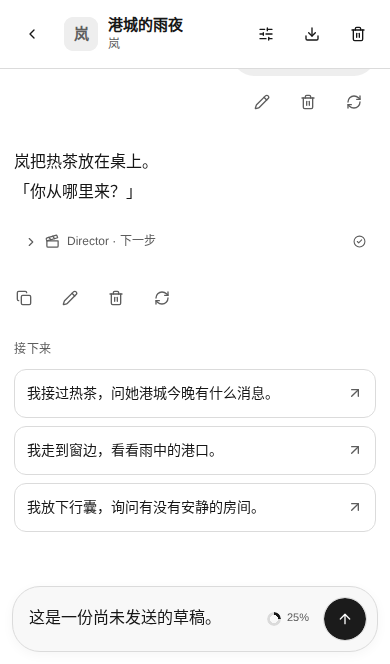 岚
港城的雨夜
岚
岚把热茶放在桌上。
「你从哪里来？」
Director · 下一步
接下来
我接过热茶，问她港城今晚有什么消息。
我走到窗边，看看雨中的港口。
我放下行囊，询问有没有安静的房间。
这是一份尚未发送的草稿。
25%